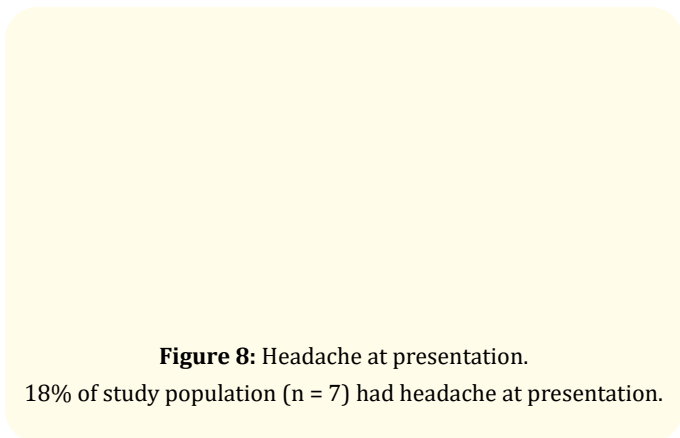 Figure 8: Headache at presentation.
18% of study population (n = 7) had headache at presentation.